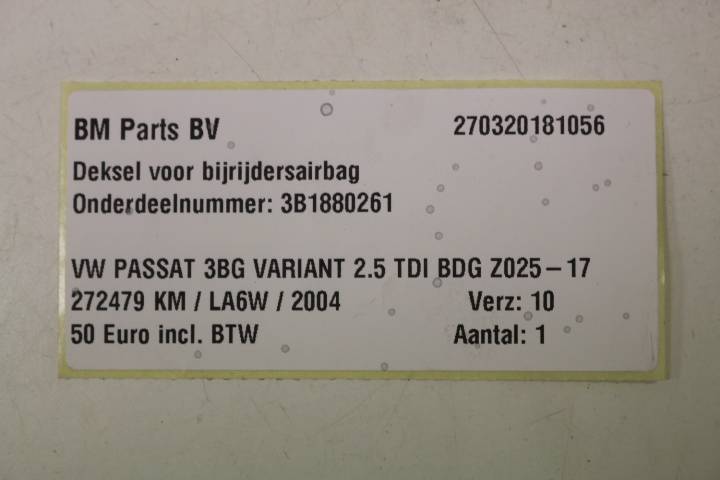 BM Parts BV 270320181056
Deksel voor bijrijdersairbag
Onderdeelnummer: 3B1880261
VW PASSAT 3BG VARIANT 2.5 TDI BDG Z025-17
272479 KM / LA6W / 2004 Verz: 10
50 Euro incl. BTW Aantal: 1